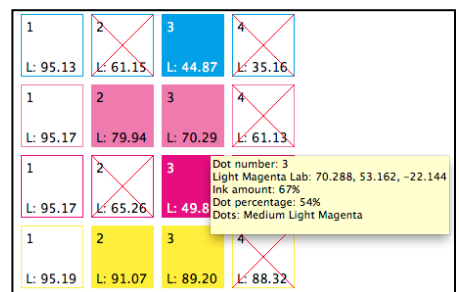 1 2 3 4
L: 95.13 L: 61.15 L: 44.87 L: 35.16
1 2 3 4
L: 95.17 L: 79.94 L: 70.29 L: 61.13
1 2 3
L: 95.17 L: 65.26 L: 49.8
Dot number: 3
Light Magenta Lab: 70.288, 53.162, -22.144
Ink amount: 67%
Dot percentage: 54%
Dots: Medium Light Magenta
1 2 3
L: 95.19 L: 91.07 L: 89.20 L: 88.32